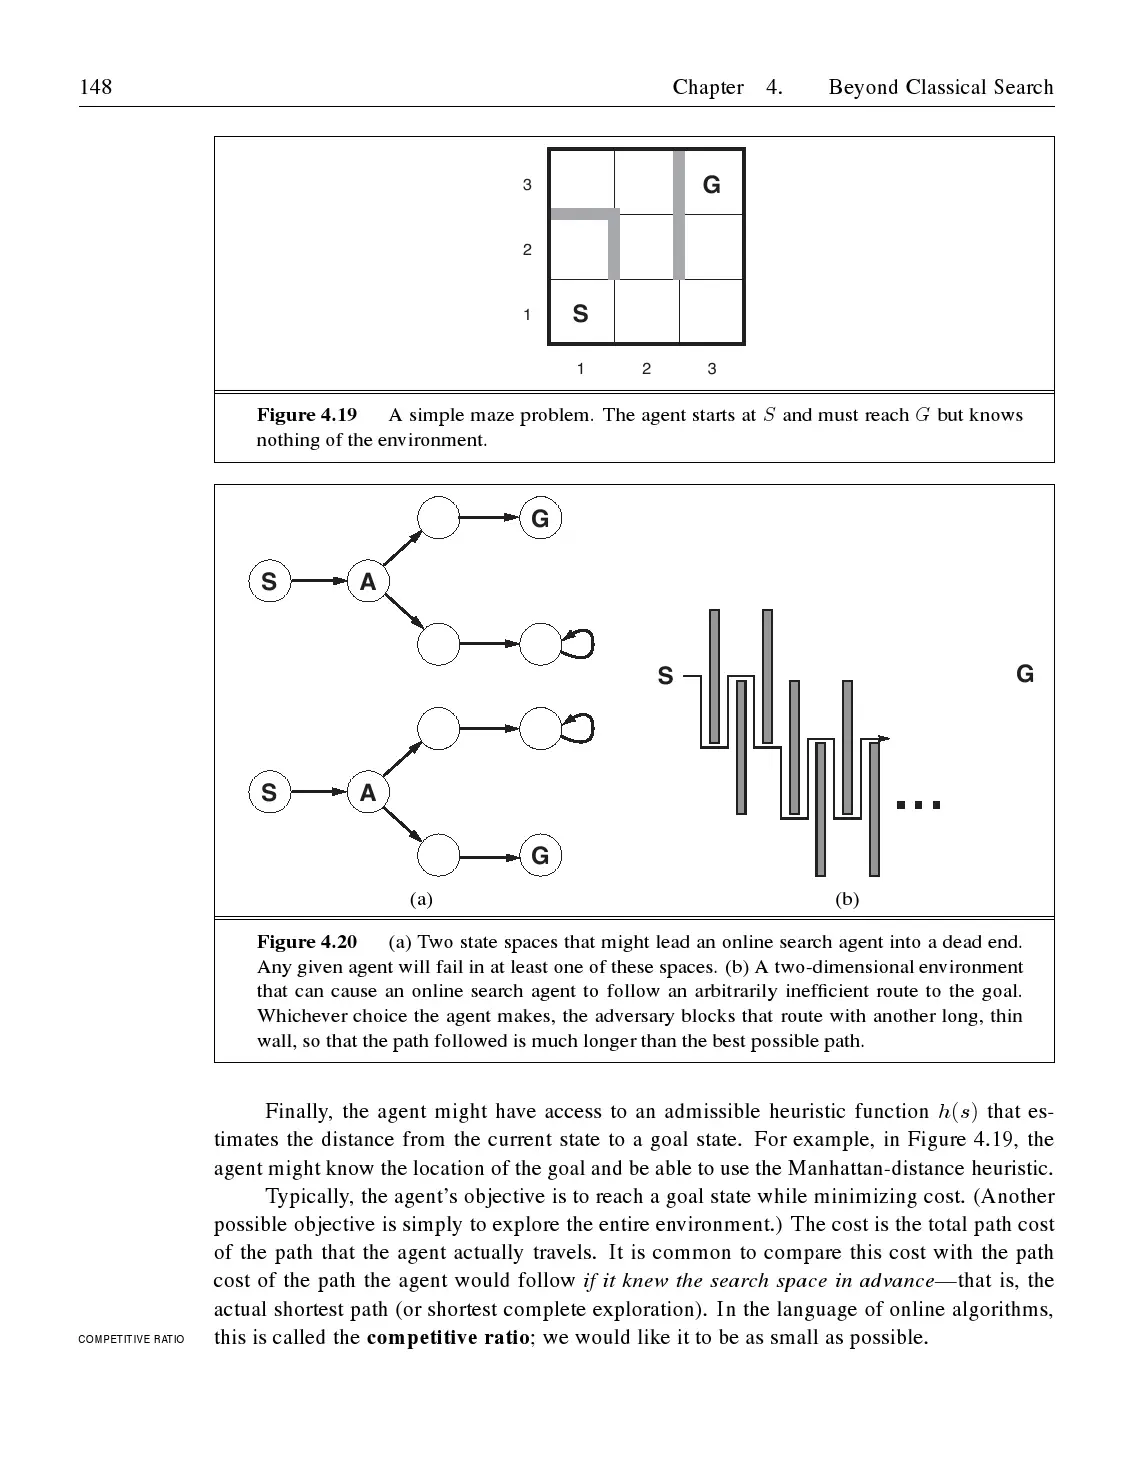 148 Chapter 4. Beyond Classical Search
3 G
2
1 S
1 2 3
Figure 4.19 A simple maze problem. The agent starts at S and must reach G but knows
nothing of the environment.
G
S A
S G
S A
G
(a) (b)
Figure 4.20 (a) Two state spaces that might lead an online search agent into a dead end.
Any given agent will fail in at least one of these spaces. (b) A two-dimensional environment
that can cause an online search agent to follow an arbitrarily inefficient route to the goal.
Whichever choice the agent makes, the adversary blocks that route with another long, thin
wall, so that the path followed is much longer than the best possible path.
Finally, the agent might have access to an admissible heuristic function h(s) that es-
timates the distance from the current state to a goal state. For example, in Figure 4.19, the
agent might know the location of the goal and be able to use the Manhattan-distance heuristic.
Typically, the agent's objective is to reach a goal state while minimizing cost. (Another
possible objective is simply to explore the entire environment.) The cost is the total path cost
of the path that the agent actually travels. It is common to compare this cost with the path
cost of the path the agent would follow if it knew the search space in advance—that is, the
actual shortest path (or shortest complete exploration). In the language of online algorithms,
COMPETITIVE RATIO this is called the competitive ratio; we would like it to be as small as possible.